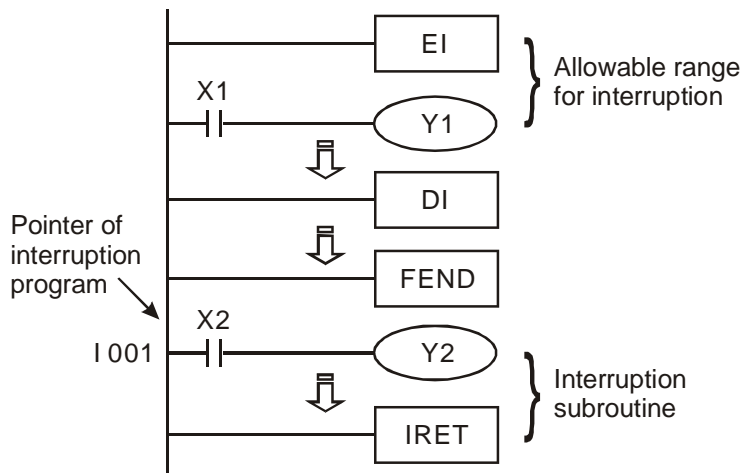 EI
Allowable range
for interruption
X1
Y1
DI
Pointer of
interruption
program
FEND
X2
I 001
Y2
Interruption
subroutine
IRET